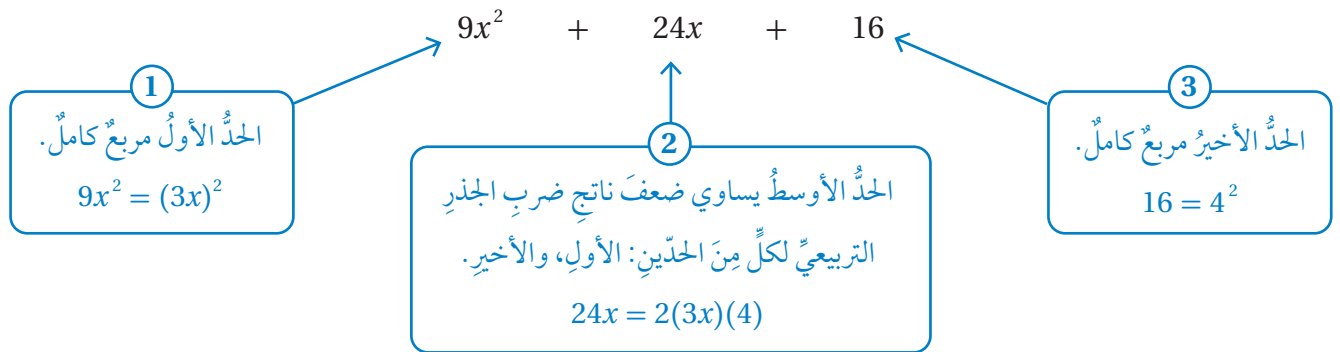 9x² + 24x + 16
1
الحدُّ الأولُ مربعٌ كاملٌ.
9x² = (3x)²
2
الحدُّ الأوسطُ يساوي ضعفَ ناتجِ ضربِ الجذرِ
التربيعيِّ لكلٍّ مِنَ الحدّينِ: الأولِ، والأخيرِ.
24x = 2(3x)(4)
3
الحدُّ الأخيرُ مربعٌ كاملٌ.
16 = 4²